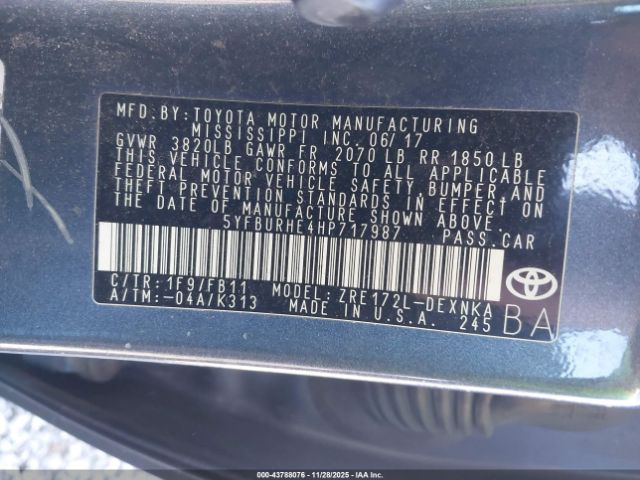 MFD. BY: TOYOTA MOTOR MANUFACTURING
MISSISSIPPI INC. 06/17
GVWR 3820LB GAWR FR 2070 LB RR 1850 LB
THIS VEHICLE CONFORMS TO ALL APPLICABLE
FEDERAL MOTOR VEHICLE SAFETY, BUMPER, AND
THEFT PREVENTION STANDARDS IN EFFECT ON
THE DATE OF MANUFACTURE SHOWN ABOVE.
5YFBURHE4HP717987 PASS.CAR
C/TR: 1F9/FB11 MODEL: ZRE172L-DEXNKA
A/TM: -04A/K313 MADE IN U.S.A. 245
TOYOTA
BA
000-43788076 | 11/28/2025 - IAAI.com